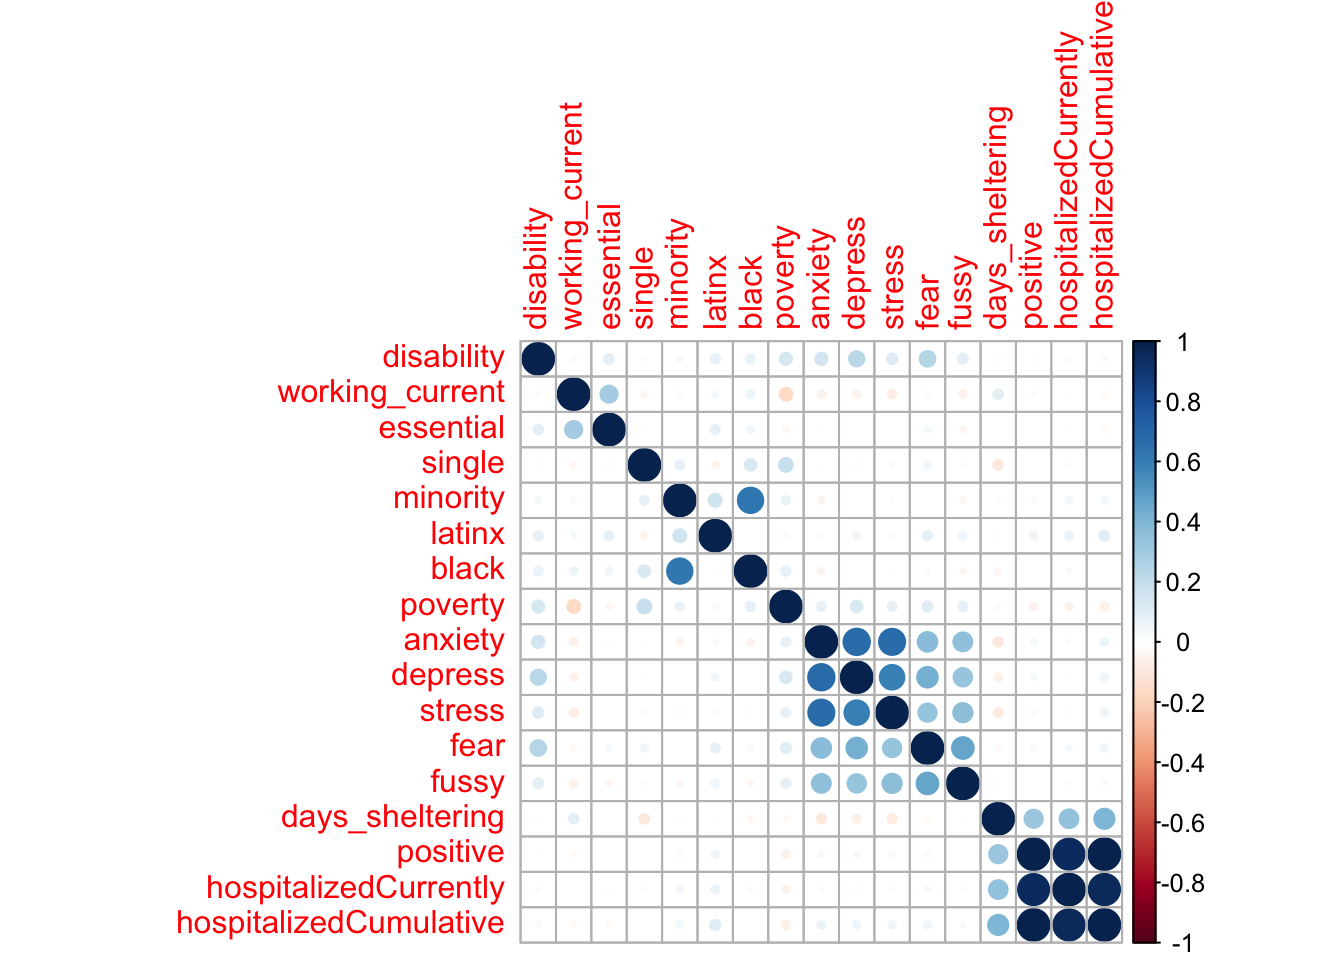 disability
working_current
essential
single
minority
latinx
black
poverty
anxiety
depress
stress
fear
fussy
days_sheltering
positive
hospitalizedCurrently
hospitalizedCumulative
disability
working_current
essential
single
minority
latinx
black
poverty
anxiety
depress
stress
fear
fussy
days_sheltering
positive
hospitalizedCurrently
hospitalizedCumulative
1
0.8
0.6
0.4
0.2
0
-0.2
-0.4
-0.6
-0.8
-1